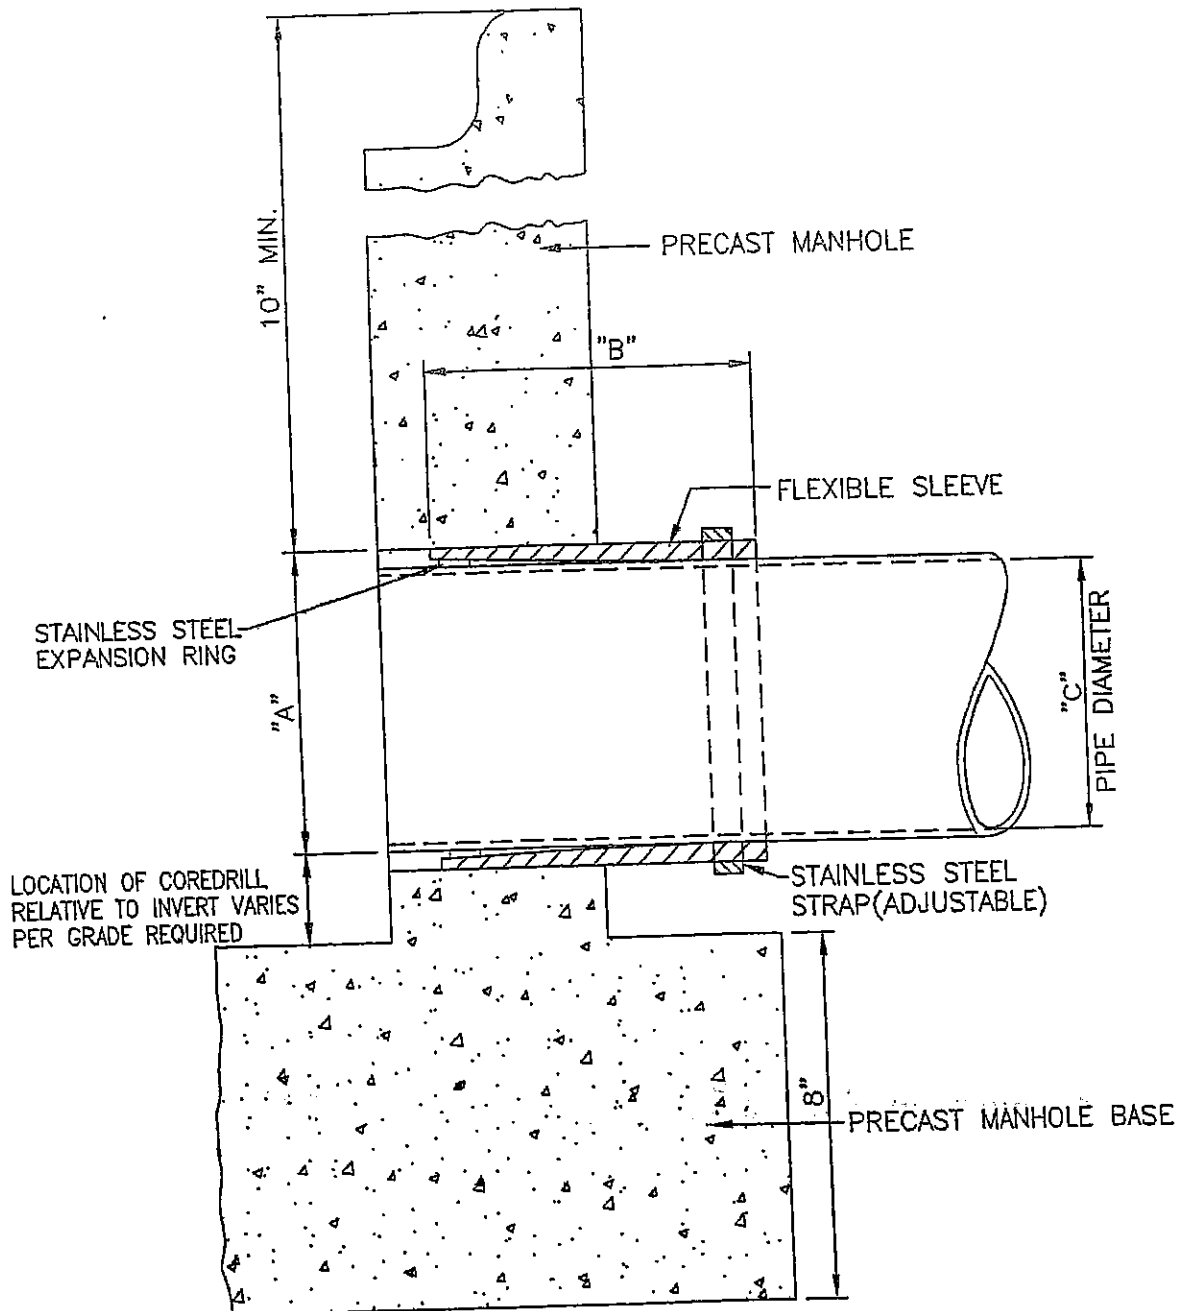 10" MIN.
PRECAST MANHOLE
"B"
FLEXIBLE SLEEVE
STAINLESS STEEL
EXPANSION RING
"A"
"C"
PIPE DIAMETER
LOCATION OF COREDRILL
RELATIVE TO INVERT VARIES
PER GRADE REQUIRED
STAINLESS STEEL
STRAP(ADJUSTABLE)
8"
PRECAST MANHOLE BASE